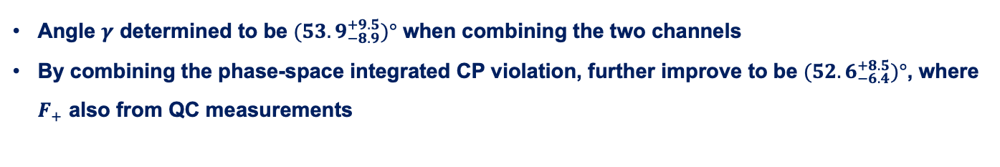 • Angle γ determined to be (53.9⁺⁹·⁵₋₈.₉)° when combining the two channels
• By combining the phase-space integrated CP violation, further improve to be (52.6⁺⁸·⁵₋₆.₄)°, where
F₊ also from QC measurements